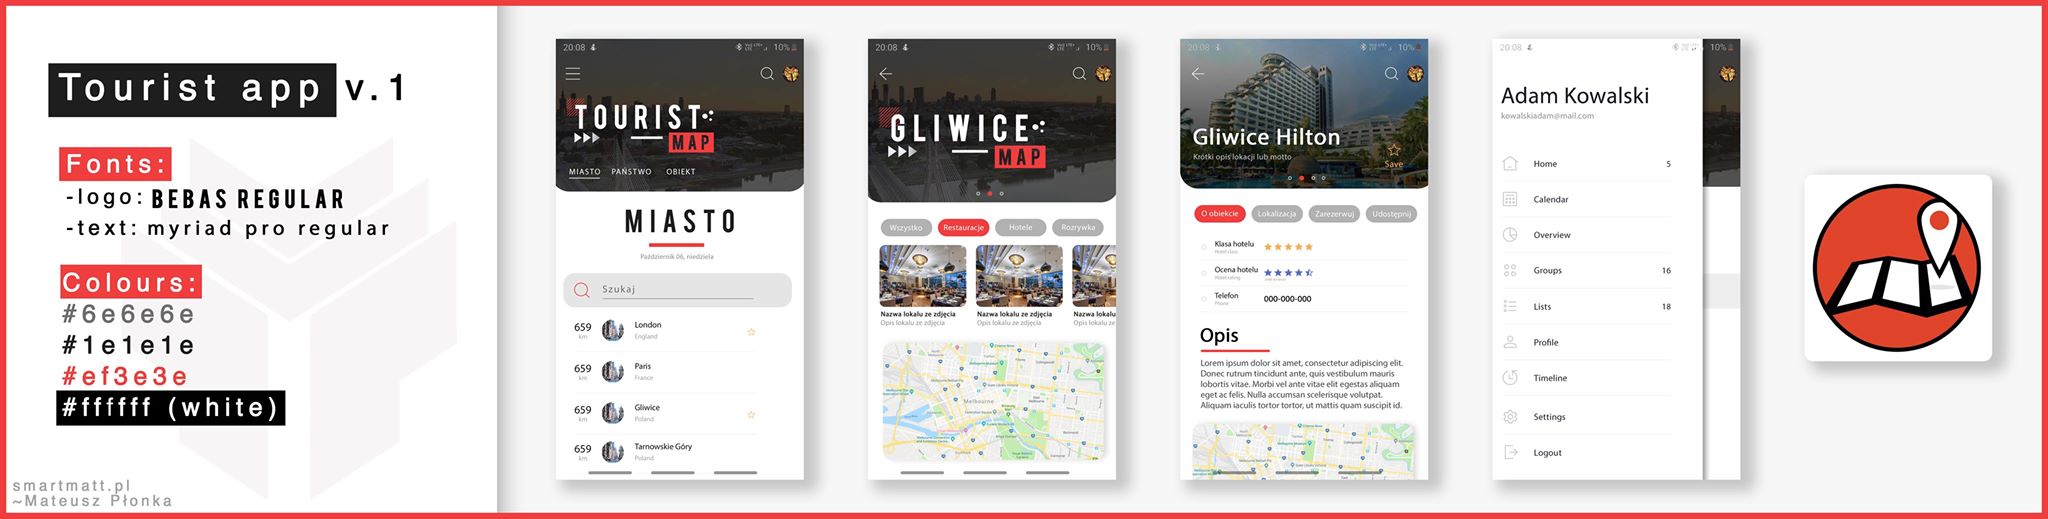 Tourist app v.1
Fonts:
-logo: BEBAS REGULAR
-text: myriad pro regular
Colours:
#6e6e6e
#1e1e1e
#ef3e3e
#ffffff (white)
smartmatt.pl
~Mateusz Płonka
20:08
10%
TOURIST
MAP
MIASTO PAŃSTWO OBIEKT
MIASTO
Październik 06, niedziela
Szukaj
659 km London England
659 km Paris France
659 km Gliwice Poland
659 km Tarnowskie Góry Poland
20:08
10%
GLIWICE
MAP
Wszystko Restauracje Hotele Rozrywka
Nazwa lokalu ze zdjęcia
Opis lokalu ze zdjęcia
Nazwa lokalu ze zdjęcia
Opis lokalu ze zdjęcia
Nazwa lo
Opis loka
Melbourne
20:08
10%
Gliwice Hilton
Krótki opis lokacji lub motto
Save
O obiekcie Lokalizacja Zarezerwuj Udostępnij
Klasa hotelu
Hotel class
Ocena hotelu
Hotel rating
Telefon
Phone
000-000-000
Opis
Lorem ipsum dolor sit amet, consectetur adipiscing elit.
Donec rutrum tincidunt ante, quis vestibulum mauris
lobortis vitae. Morbi vel ante vitae elit egestas aliquam
eget ac felis. Nulla accumsan scelerisque volutpat.
Aliquam iaculis tortor tortor, ut mattis quam suscipit id.
20:08
10%
Adam Kowalski
kowalskiadam@mail.com
Home 5
Calendar
Overview
Groups 16
Lists 18
Profile
Timeline
Settings
Logout